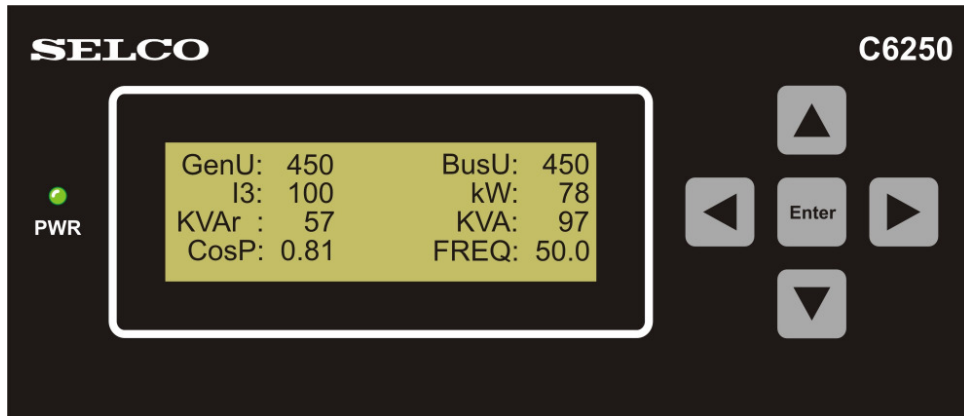 SELCO
C6250
GenU: 450 BusU: 450
I3: 100 kW: 78
KVAr : 57 KVA: 97
CosP: 0.81 FREQ: 50.0
PWR
Enter